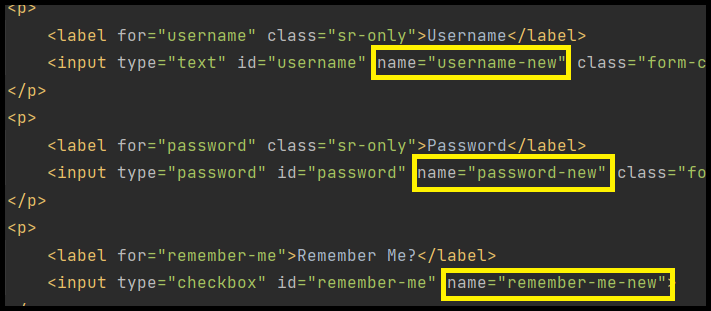 <p>
<label for="username" class="sr-only">Username</label>
<input type="text" id="username" name="username-new" class="form-c
</p>
<p>
<label for="password" class="sr-only">Password</label>
<input type="password" id="password" name="password-new" class="fo
</p>
<p>
<label for="remember-me">Remember Me?</label>
<input type="checkbox" id="remember-me" name="remember-me-new">
</p>